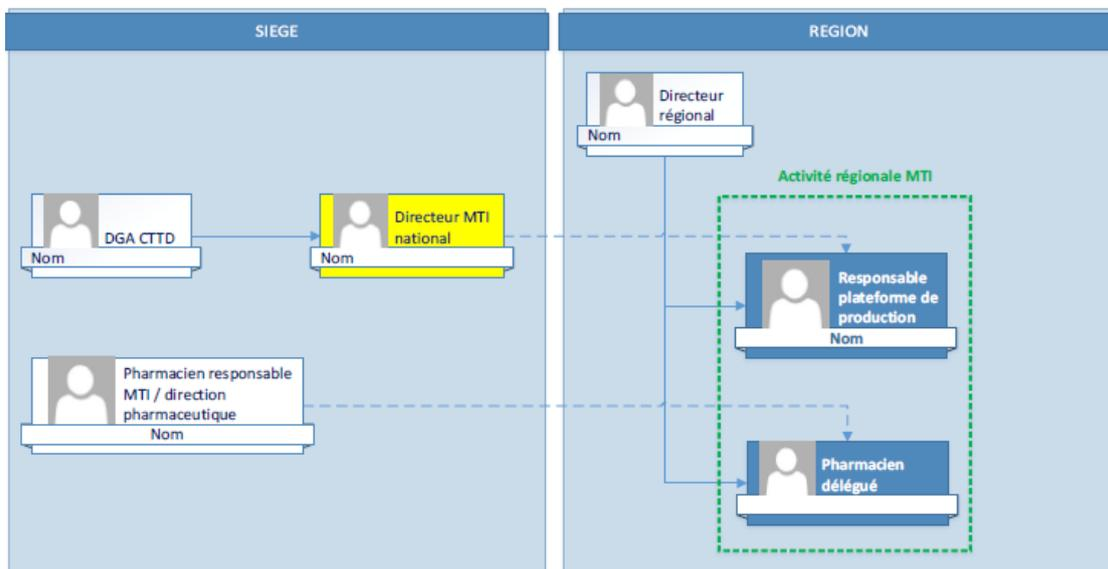 SIEGE
REGION
Directeur
régional
Nom
Activité régionale MTI
DGA CTTD
Nom
Directeur MTI
national
Nom
Responsable
plateforme de
production
Nom
Pharmacien responsable
MTI / direction
pharmaceutique
Nom
Pharmacien
délégué